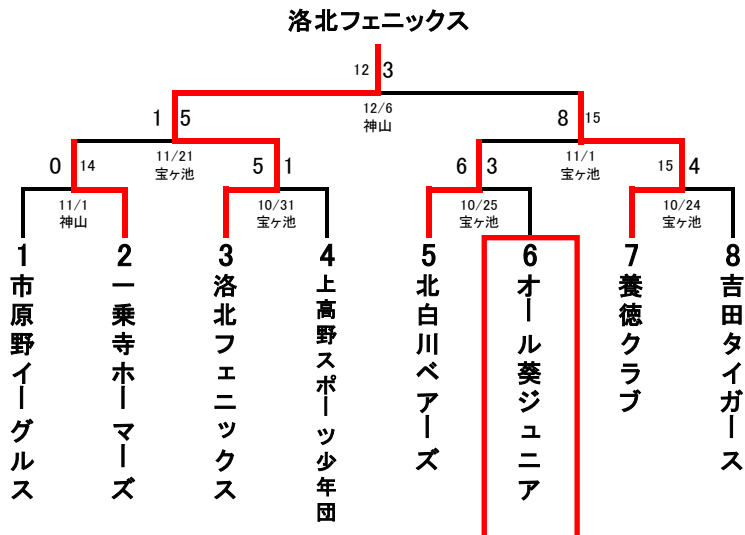 洛北フェニックス
12 3
12/6
神山
1 5
8 15
11/21
宝ヶ池
11/1
宝ヶ池
0 14
5 1
6 3
15 4
11/1
神山
10/31
宝ヶ池
10/25
宝ヶ池
10/24
宝ヶ池
1 市原野イーグルス
2 一乗寺ホーマーズ
3 洛北フェニックス
4 上高野スポーツ少年団
5 北白川ベアーズ
6 オール葵ジュニア
7 養徳クラブ
8 吉田タイガース